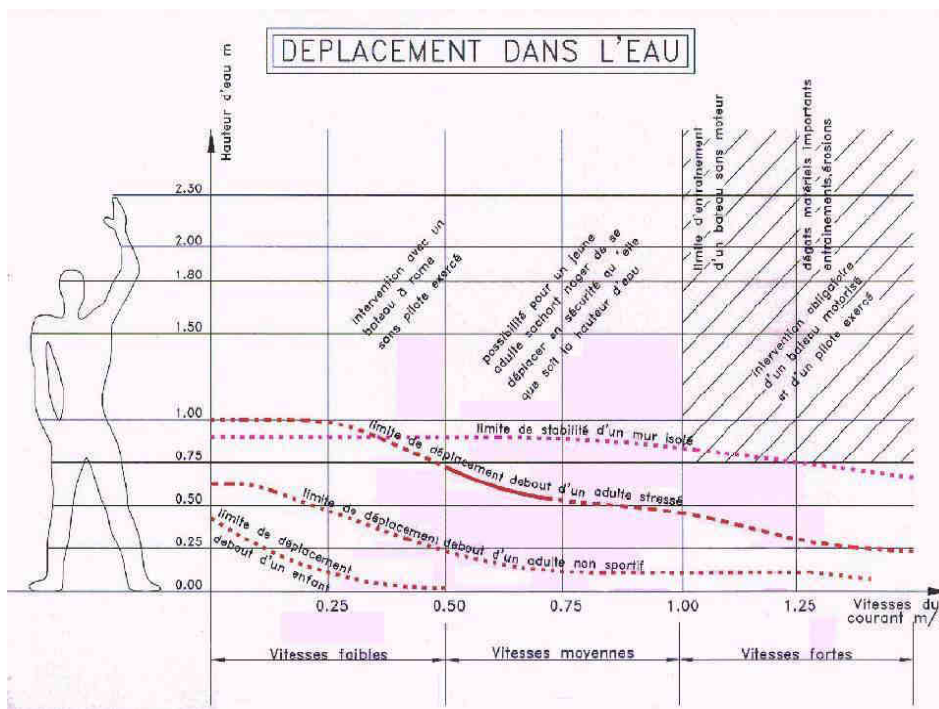 DEPLACEMENT DANS L'EAU
Hauteur d'eau m
2.30
2.00
1.80
1.50
1.00
0.75
0.50
0.25
0.00
intervention avec un
bateau à rame
sans pilote exercé
possibilité pour un jeune
adulte sachant nager de se
déplacer en sécurité qu'elle
que soit la hauteur d'eau
limite d'entraînement
d'un bateau sans moteur
dégats matériels importants
entraînements,érosions
intervention obligatoire
d'un bateau motorisé
et d'un pilote exercé
limite de stabilité d'un mur isolé
limite de déplacement debout d'un adulte stressé
limite de déplacement debout d'un adulte non sportif
limite de déplacement
debout d'un enfant
0.25
0.50
0.75
1.00
1.25
Vitesses du
courant m/
Vitesses faibles
Vitesses moyennes
Vitesses fortes